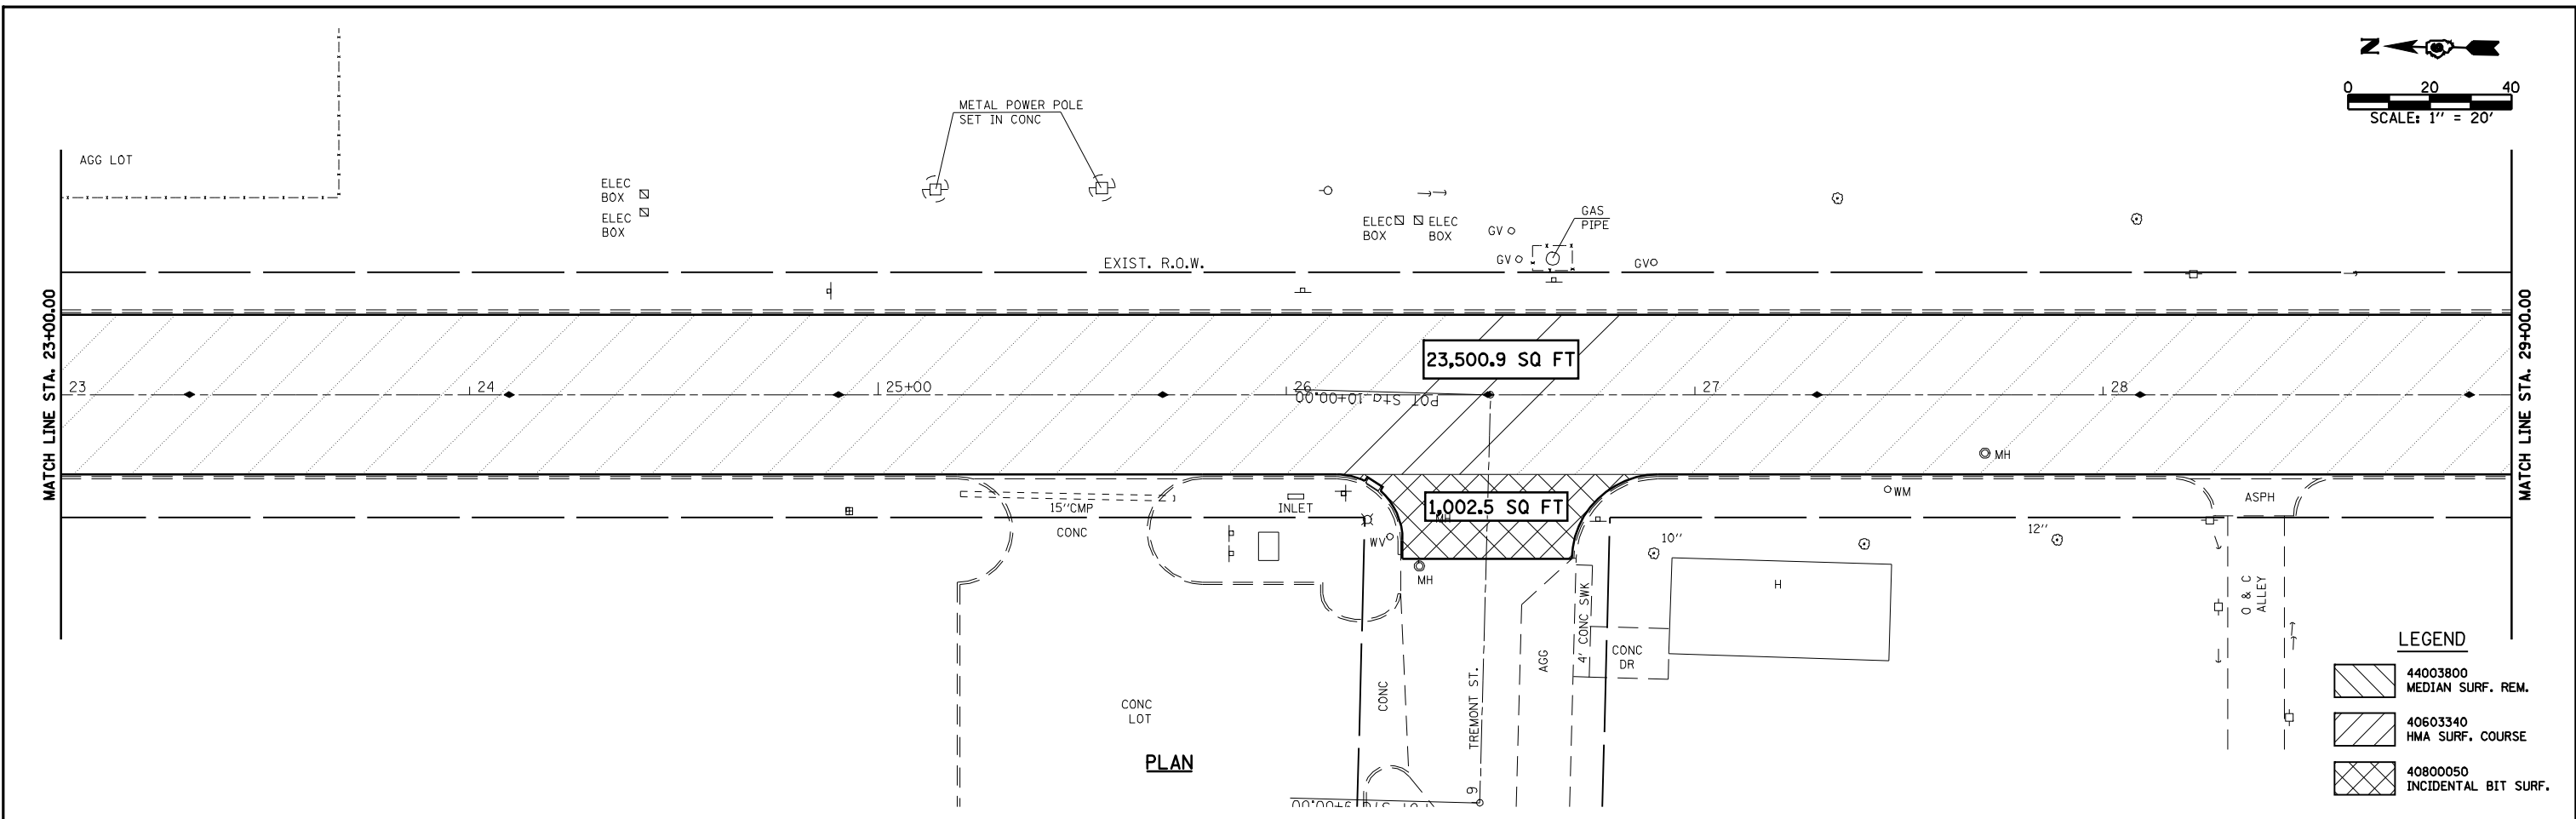 N
0 20 40
SCALE: 1'' = 20'
METAL POWER POLE
SET IN CONC
AGG LOT
ELEC
BOX
ELEC
BOX
ELEC
BOX
ELEC
BOX
GV
GV
GAS
PIPE
GV
EXIST. R.O.W.
MATCH LINE STA. 23+00.00
MATCH LINE STA. 29+00.00
23,500.9 SQ FT
23
24
25+00
26
27
28
POT Sta 10+00.00
MH
1,002.5 SQ FT
MH
15''CMP
CONC
INLET
WV
MH
WM
ASPH
10''
12''
H
O & C
ALLEY
4' CONC SWK
CONC
DR
AGG
CONC
TREMONT ST.
CONC
LOT
9
PLAN
LEGEND
44003800
MEDIAN SURF. REM.
40603340
HMA SURF. COURSE
40800050
INCIDENTAL BIT SURF.